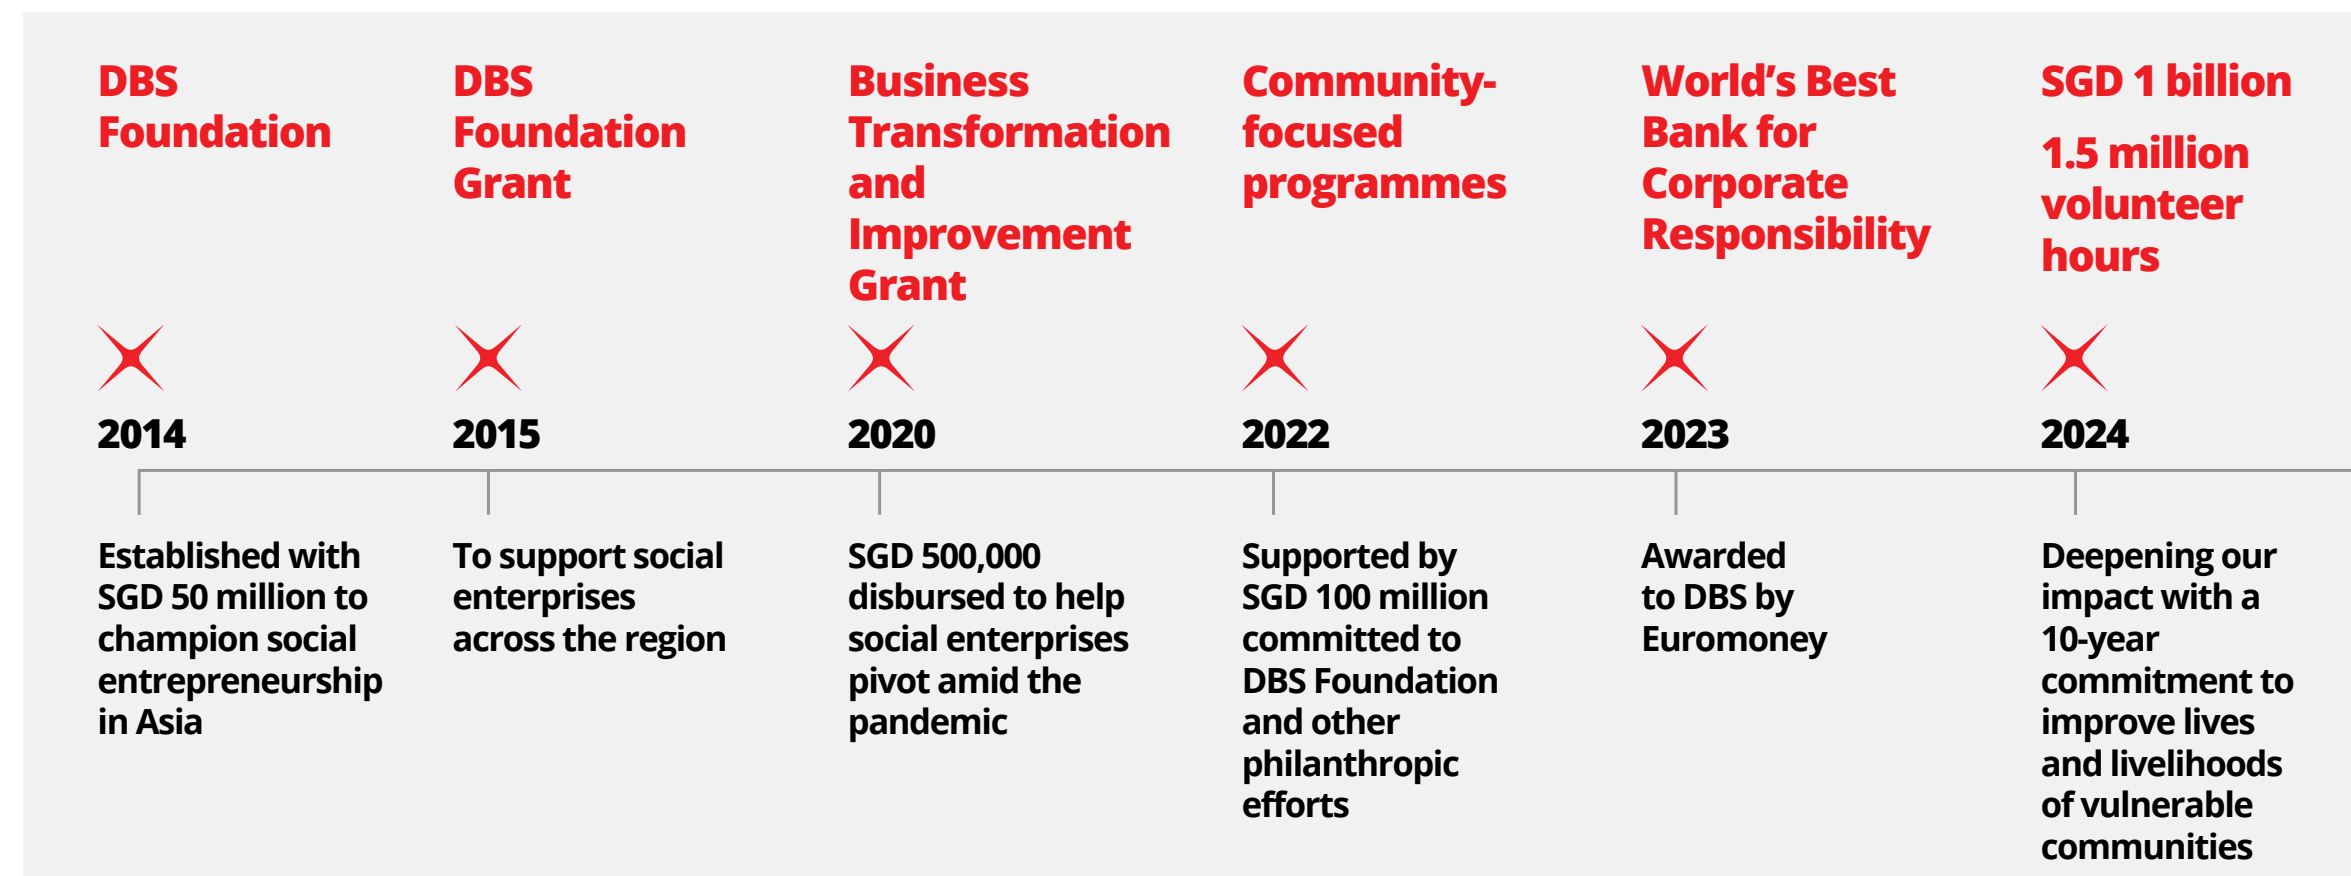 DBS
Foundation
2014
Established with
SGD 50 million to
champion social
entrepreneurship
in Asia
DBS
Foundation
Grant
2015
To support social
enterprises
across the region
Business
Transformation
and
Improvement
Grant
2020
SGD 500,000
disbursed to help
social enterprises
pivot amid the
pandemic
Community-
focused
programmes
2022
Supported by
SGD 100 million
committed to
DBS Foundation
and other
philanthropic
efforts
World’s Best
Bank for
Corporate
Responsibility
2023
Awarded
to DBS by
Euromoney
SGD 1 billion
1.5 million
volunteer
hours
2024
Deepening our
impact with a
10-year
commitment to
improve lives
and livelihoods
of vulnerable
communities